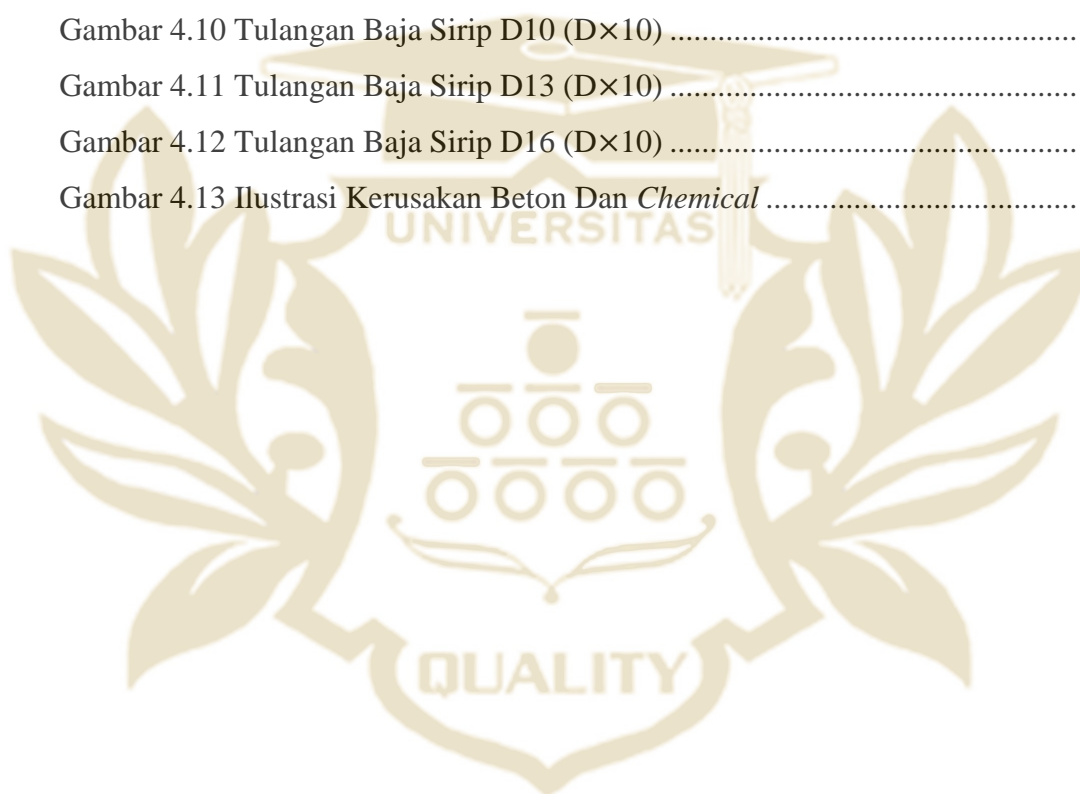 Gambar 4.10 Tulangan Baja Sirip D10 (D×10) .................................................................
Gambar 4.11 Tulangan Baja Sirip D13 (D×10) .................................................................
Gambar 4.12 Tulangan Baja Sirip D16 (D×10) .................................................................
Gambar 4.13 Ilustrasi Kerusakan Beton Dan Chemical ..................................................
UNIVERSITAS
QUALITY